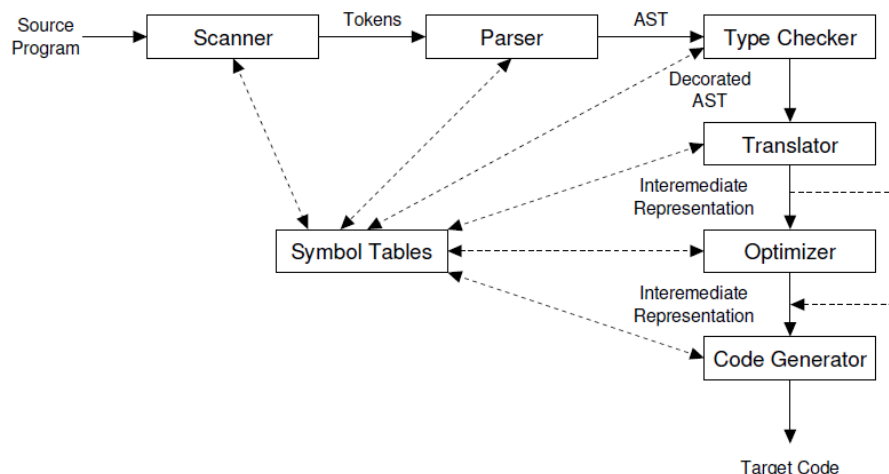 Source
Program
Scanner
Tokens
Parser
AST
Type Checker
Decorated
AST
Translator
Interemediate
Representation
Symbol Tables
Optimizer
Interemediate
Representation
Code Generator
Target Code